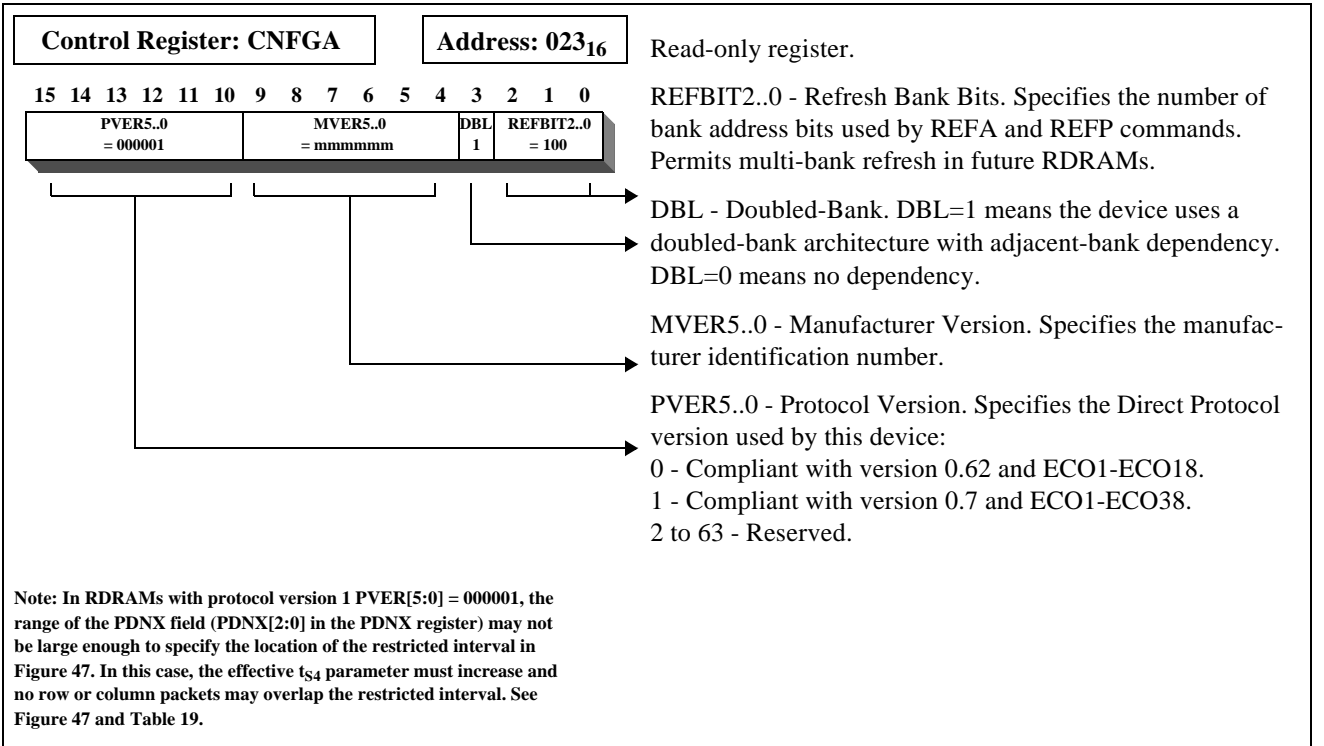 Control Register: CNFGA
Address: 023₁₆
15 14 13 12 11 10 9 8 7 6 5 4 3 2 1 0
PVER5..0
= 000001
MVER5..0
= mmmmmm
DBL
1
REFBIT2..0
= 100
Read-only register.
REFBIT2..0 - Refresh Bank Bits. Specifies the number of
bank address bits used by REFA and REFP commands.
Permits multi-bank refresh in future RDRAMs.
DBL - Doubled-Bank. DBL=1 means the device uses a
doubled-bank architecture with adjacent-bank dependency.
DBL=0 means no dependency.
MVER5..0 - Manufacturer Version. Specifies the manufac-
turer identification number.
PVER5..0 - Protocol Version. Specifies the Direct Protocol
version used by this device:
0 - Compliant with version 0.62 and ECO1-ECO18.
1 - Compliant with version 0.7 and ECO1-ECO38.
2 to 63 - Reserved.
Note: In RDRAMs with protocol version 1 PVER[5:0] = 000001, the
range of the PDNX field (PDNX[2:0] in the PDNX register) may not
be large enough to specify the location of the restricted interval in
Figure 47. In this case, the effective tS4 parameter must increase and
no row or column packets may overlap the restricted interval. See
Figure 47 and Table 19.